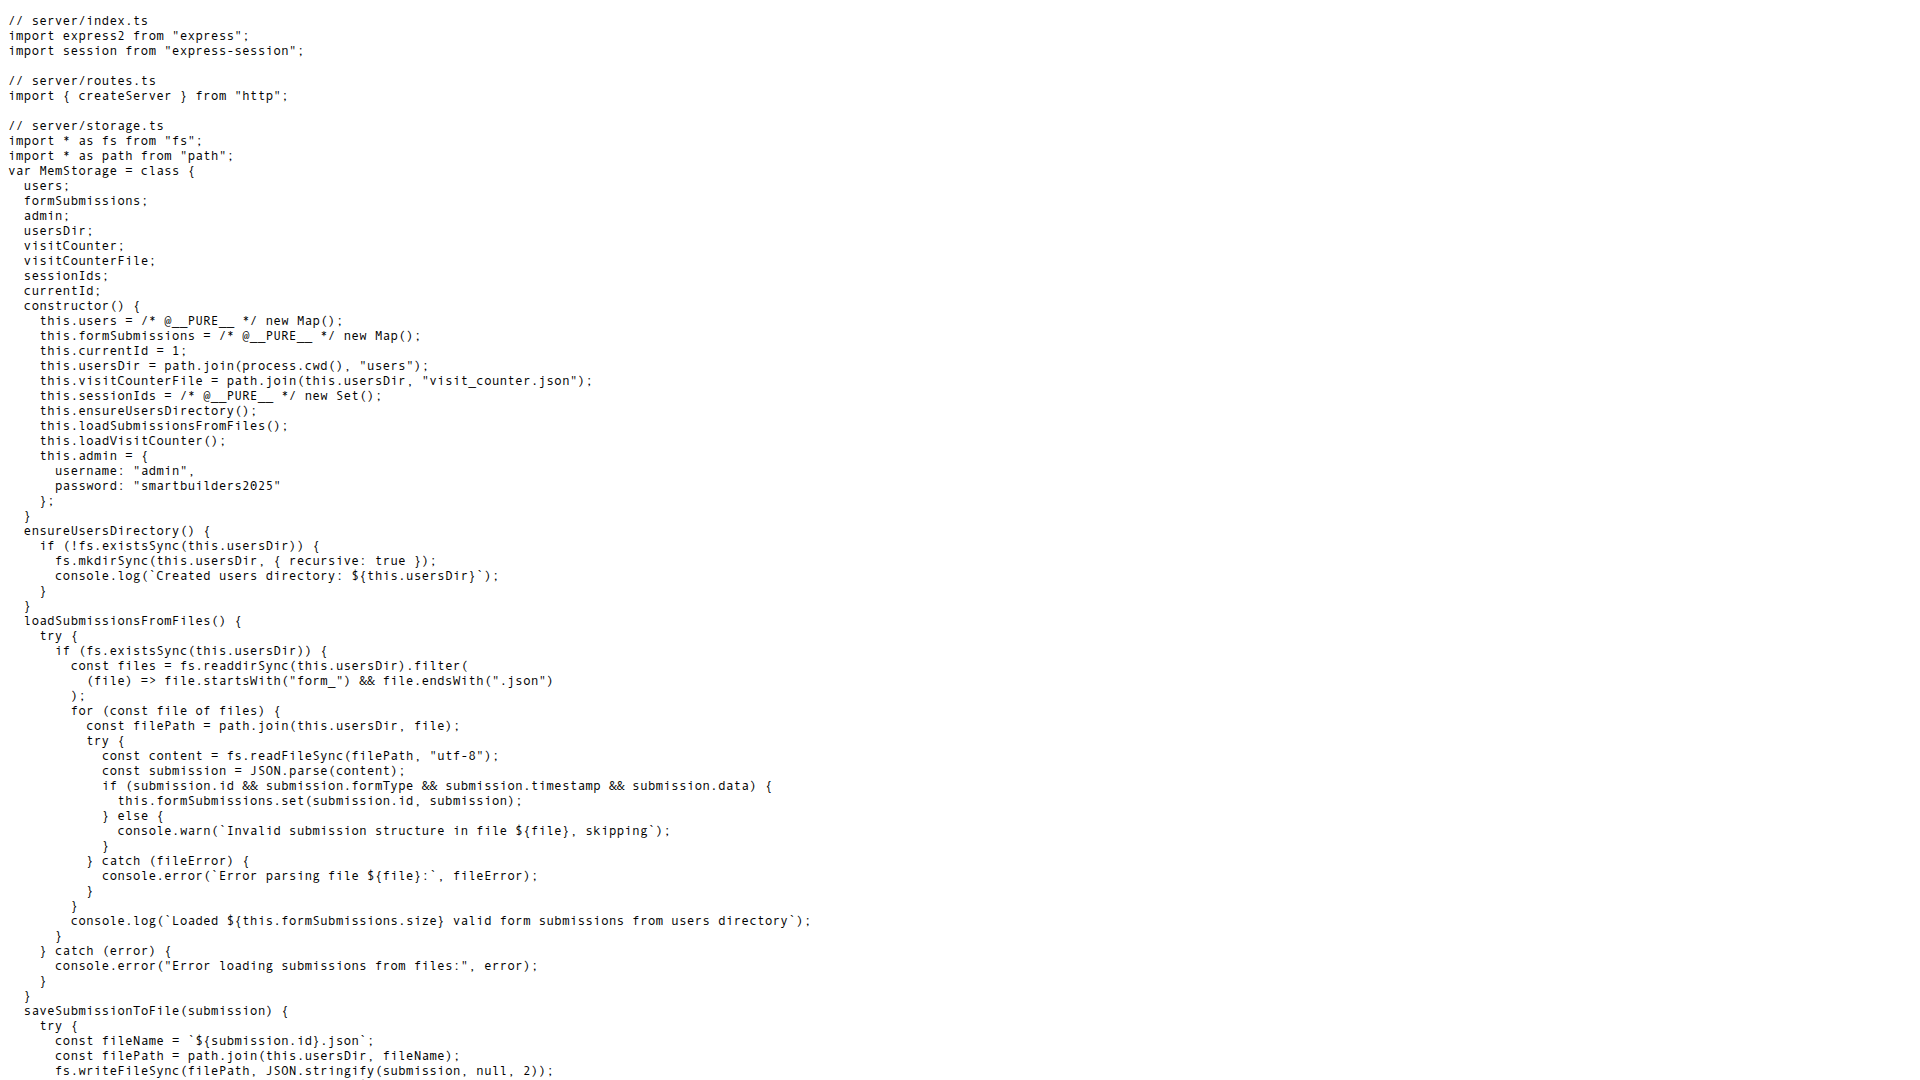 // server/index.ts
import express2 from "express";
import session from "express-session";

// server/routes.ts
import { createServer } from "http";

// server/storage.ts
import * as fs from "fs";
import * as path from "path";
var MemStorage = class {
  users;
  formSubmissions;
  admin;
  usersDir;
  visitCounter;
  visitCounterFile;
  sessionIds;
  currentId;
  constructor() {
    this.users = /* @__PURE__ */ new Map();
    this.formSubmissions = /* @__PURE__ */ new Map();
    this.currentId = 1;
    this.usersDir = path.join(process.cwd(), "users");
    this.visitCounterFile = path.join(this.usersDir, "visit_counter.json");
    this.sessionIds = /* @__PURE__ */ new Set();
    this.ensureUsersDirectory();
    this.loadSubmissionsFromFiles();
    this.loadVisitCounter();
    this.admin = {
      username: "admin",
      password: "smartbuilders2025"
    };
  }
  ensureUsersDirectory() {
    if (!fs.existsSync(this.usersDir)) {
      fs.mkdirSync(this.usersDir, { recursive: true });
      console.log(`Created users directory: ${this.usersDir}`);
    }
  }
  loadSubmissionsFromFiles() {
    try {
      if (fs.existsSync(this.usersDir)) {
        const files = fs.readdirSync(this.usersDir).filter(
          (file) => file.startsWith("form_") && file.endsWith(".json")
        );
        for (const file of files) {
          const filePath = path.join(this.usersDir, file);
          try {
            const content = fs.readFileSync(filePath, "utf-8");
            const submission = JSON.parse(content);
            if (submission.id && submission.formType && submission.timestamp && submission.data) {
              this.formSubmissions.set(submission.id, submission);
            } else {
              console.warn(`Invalid submission structure in file ${file}, skipping`);
            }
          } catch (fileError) {
            console.error(`Error parsing file ${file}:`, fileError);
          }
        }
        console.log(`Loaded ${this.formSubmissions.size} valid form submissions from users directory`);
      }
    } catch (error) {
      console.error("Error loading submissions from files:", error);
    }
  }
  saveSubmissionToFile(submission) {
    try {
      const fileName = `${submission.id}.json`;
      const filePath = path.join(this.usersDir, fileName);
      fs.writeFileSync(filePath, JSON.stringify(submission, null, 2));